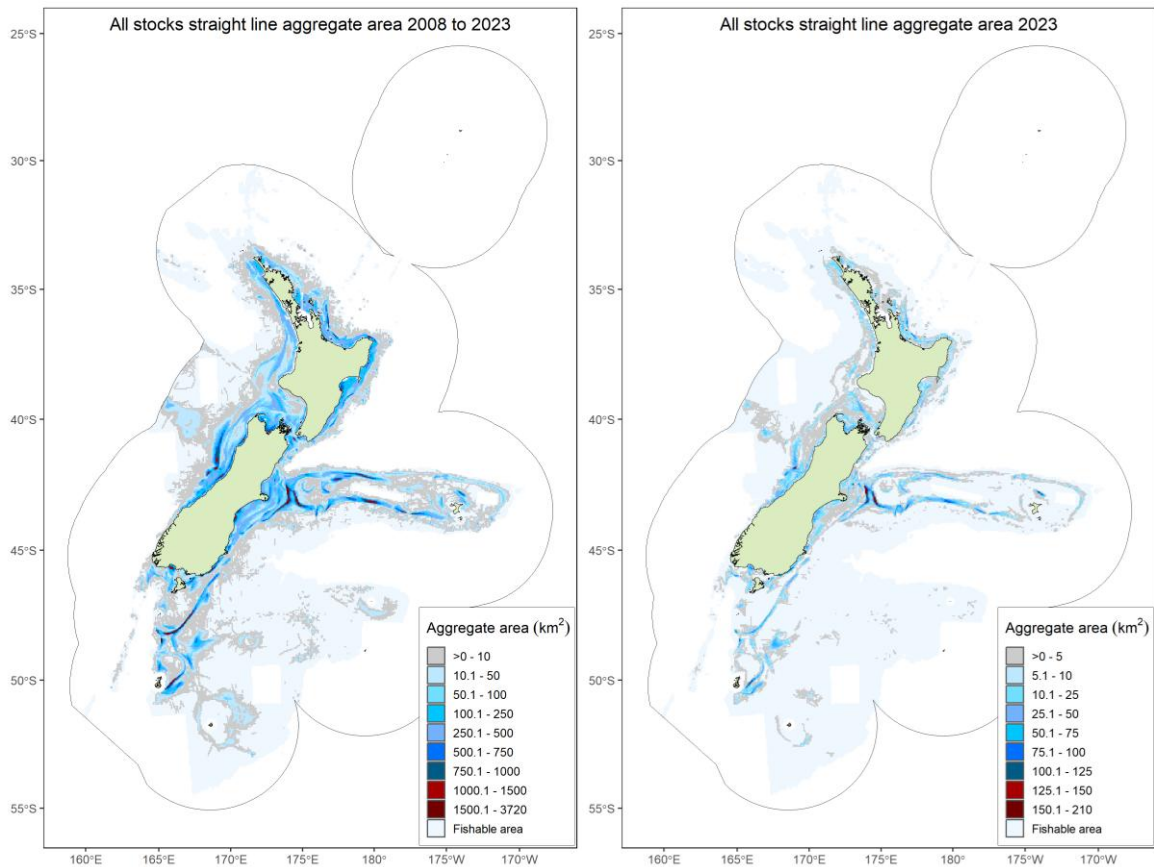 All stocks straight line aggregate area 2008 to 2023
25°S
30°S
35°S
40°S
45°S
50°S
55°S
160°E
165°E
170°E
175°E
180°
175°W
170°W
Aggregate area (km²)
>0 - 10
10.1 - 50
50.1 - 100
100.1 - 250
250.1 - 500
500.1 - 750
750.1 - 1000
1000.1 - 1500
1500.1 - 3720
Fishable area
All stocks straight line aggregate area 2023
25°S
30°S
35°S
40°S
45°S
50°S
55°S
160°E
165°E
170°E
175°E
180°
175°W
170°W
Aggregate area (km²)
>0 - 5
5.1 - 10
10.1 - 25
25.1 - 50
50.1 - 75
75.1 - 100
100.1 - 125
125.1 - 150
150.1 - 210
Fishable area